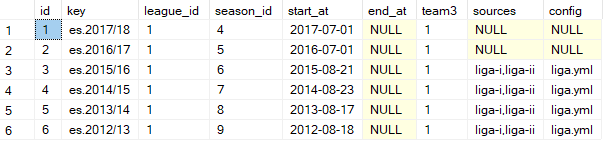 id key league_id season_id start_at end_at team3 sources config
1 1 es.2017/18 1 4 2017-07-01 NULL 1 NULL NULL
2 2 es.2016/17 1 5 2016-07-01 NULL 1 NULL NULL
3 3 es.2015/16 1 6 2015-08-21 NULL 1 liga-i,liga-ii liga.yml
4 4 es.2014/15 1 7 2014-08-23 NULL 1 liga-i,liga-ii liga.yml
5 5 es.2013/14 1 8 2013-08-17 NULL 1 liga-i,liga-ii liga.yml
6 6 es.2012/13 1 9 2012-08-18 NULL 1 liga-i,liga-ii liga.yml